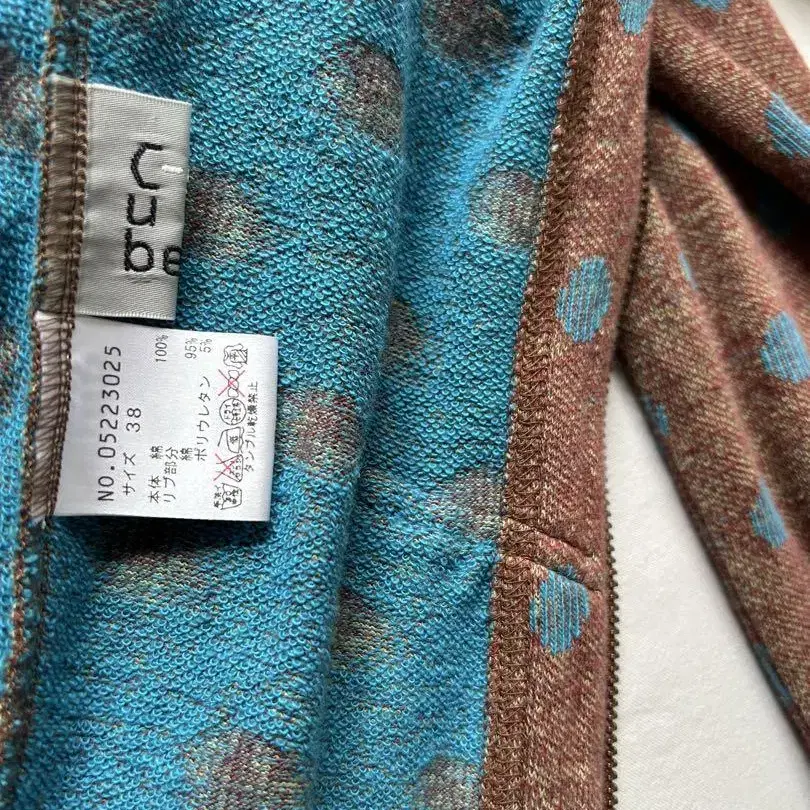 NO.05223025
サイズ 38
本体 綿 100%
リブ部分 綿 95%
ポリウレタン 5%
タンブル乾燥禁止